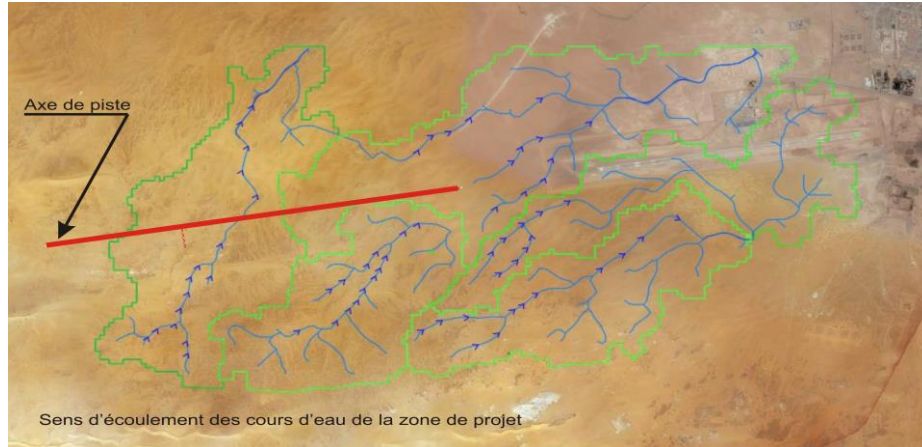 Axe de piste
Sens d'écoulement des cours d'eau de la zone de projet